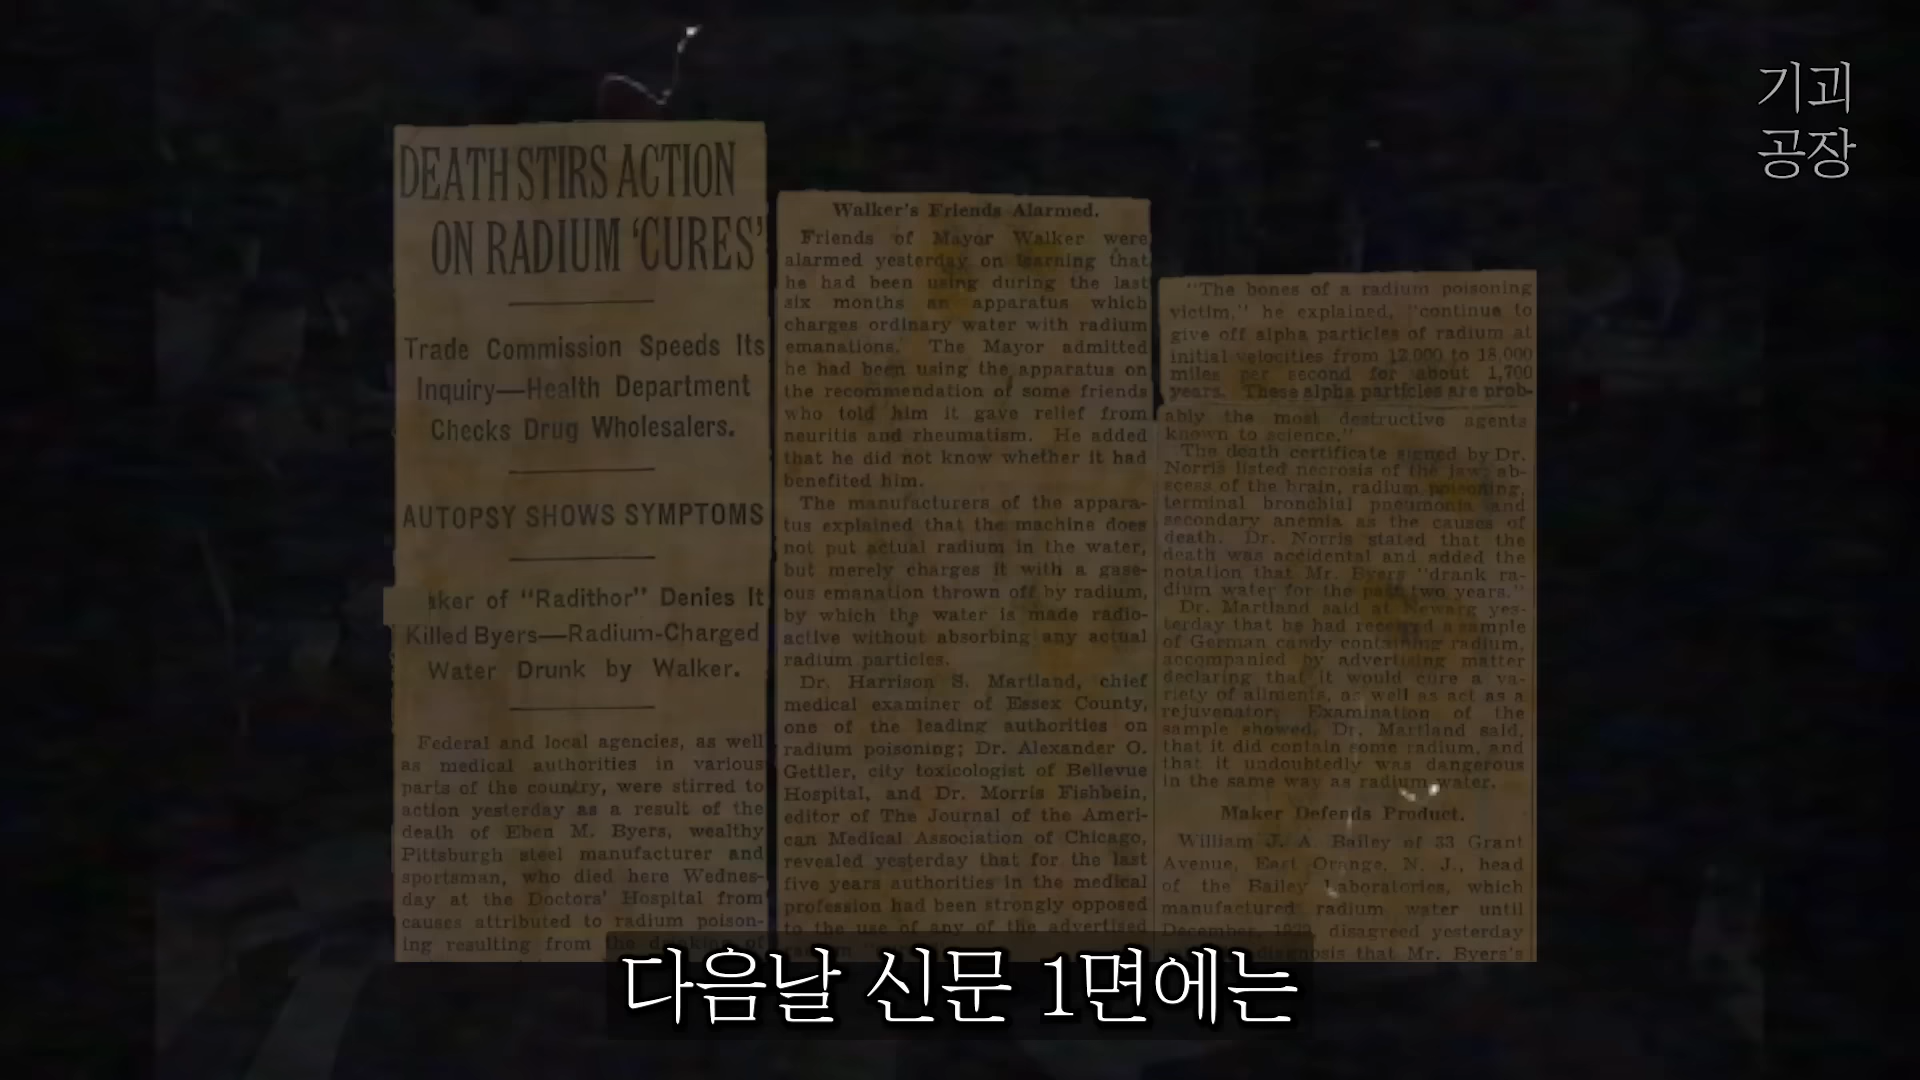 기괴
공장
DEATH STIRS ACTION
ON RADIUM 'CURES'
Trade Commission Speeds Its
Inquiry—Health Department
Checks Drug Wholesalers.
AUTOPSY SHOWS SYMPTOMS
of "Radithor" Denies It
Killed Byers—Radium-Charged
Water Drunk by Walker.
Federal and local agencies, as well
as medical authorities in various
parts of the country, were stirred to
action yesterday as a result of the
death of Eben M. Byers, wealthy
Pittsburgh steel manufacturer and
sportsman, who died here Wednes-
day at the Doctors' Hospital from
causes attributed to radium poison-
ing resulting from the drinking of
Walker's Friends Alarmed.
Friends of Mayor Walker were
alarmed yesterday on learning that
he had been using during the last
six months an apparatus which
charges ordinary water with radium
emanations. The Mayor admitted
he had been using the apparatus on
the recommendation of some friends
who told him it gave relief from
neuritis and rheumatism. He added
that he did not know whether it had
benefited him.
The manufacturers of the appara-
tus explained that the machine does
not put actual radium in the water,
but merely charges it with a gase-
ous emanation thrown off by radium,
by which the water is made radio-
active without absorbing any actual
radium particles.
Dr. Harrison S. Martland, chief
medical examiner of Essex County,
one of the leading authorities on
radium poisoning; Dr. Alexander O.
Gettler, city toxicologist of Bellevue
Hospital, and Dr. Morris Fishbein,
editor of The Journal of the Ameri-
can Medical Association of Chicago,
revealed yesterday that for the last
five years authorities in the medical
profession had been strongly opposed
to the use of any of the advertised
"The bones of a radium poisoning
victim," he explained, "continue to
give off alpha particles of radium at
initial velocities from 12,000 to 18,000
miles per second for about 1,700
years. These alpha particles are prob-
ably the most destructive agents
known to science."
The death certificate signed by Dr.
Norris listed necrosis of the jaw, ab-
scess of the brain, radium poisoning,
terminal bronchial pneumonia and
secondary anemia as the causes of
death. Dr. Norris stated that the
death was accidental and added the
notation that Mr. Byers "drank ra-
dium water for the past two years."
Dr. Martland said at Newark yes-
terday that he had received a sample
of German candy containing radium,
accompanied by advertising matter
declaring that it would cure a va-
riety of ailments, as well as act as a
rejuvenator. Examination of the
sample showed, Dr. Martland said,
that it did contain some radium, and
that it undoubtedly was dangerous
in the same way as radium water.
Maker Defends Product.
William J. A. Bailey of 33 Grant
Avenue, East Orange, N. J., head
of the Bailey Laboratories, which
manufactured radium water until
December, disagreed yesterday
that Mr. Byers's
다음날 신문 1면에는